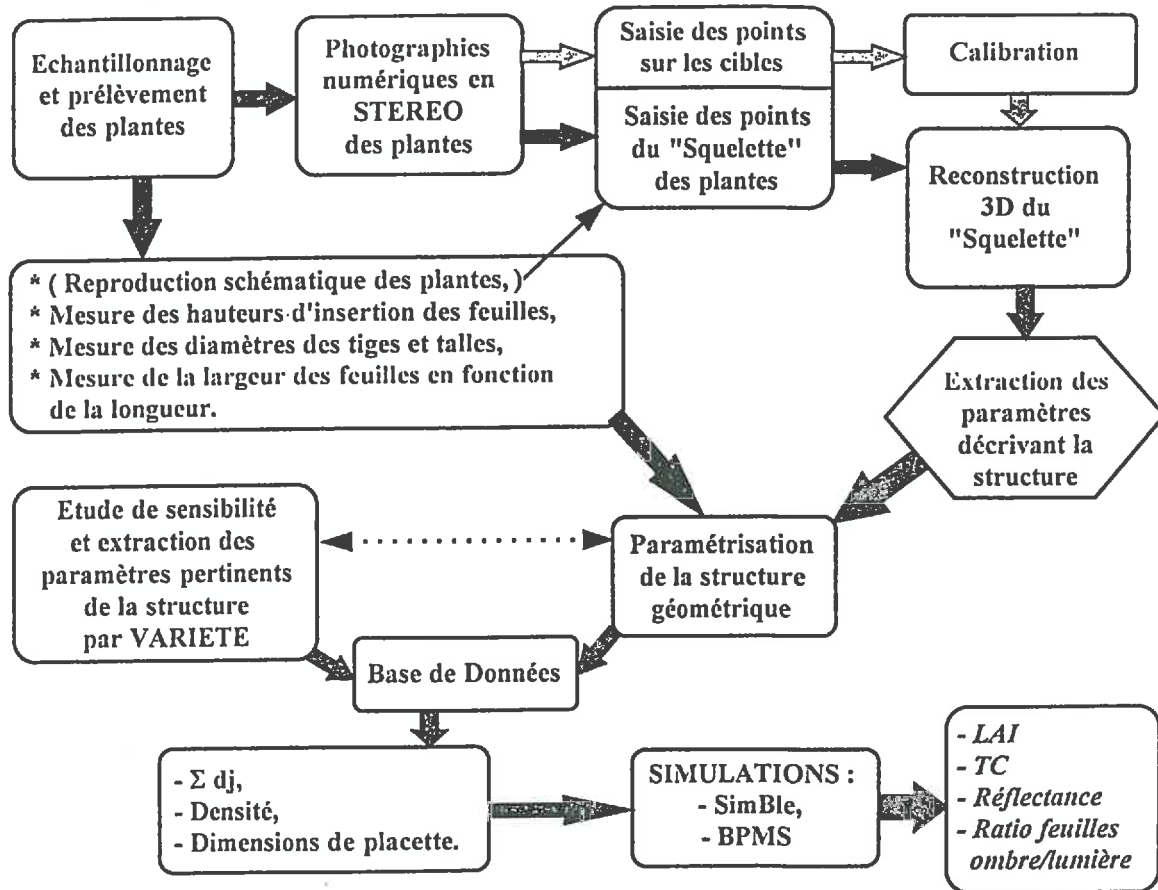 Echantillonnage
et prélèvement
des plantes
Photographies
numériques en
STEREO
des plantes
Saisie des points
sur les cibles
Saisie des points
du "Squelette"
des plantes
Calibration
Reconstruction
3D du
"Squelette"
* ( Reproduction schématique des plantes, )
* Mesure des hauteurs d'insertion des feuilles,
* Mesure des diamètres des tiges et talles,
* Mesure de la largeur des feuilles en fonction
de la longueur.
Extraction des
paramètres
décrivant la
structure
Etude de sensibilité
et extraction des
paramètres pertinents
de la structure
par VARIETE
Paramétrisation
de la structure
géométrique
Base de Données
- Σ dj,
- Densité,
- Dimensions de placette.
SIMULATIONS :
- SimBle,
- BPMS
- LAI
- TC
- Réflectance
- Ratio feuilles
ombre/lumière